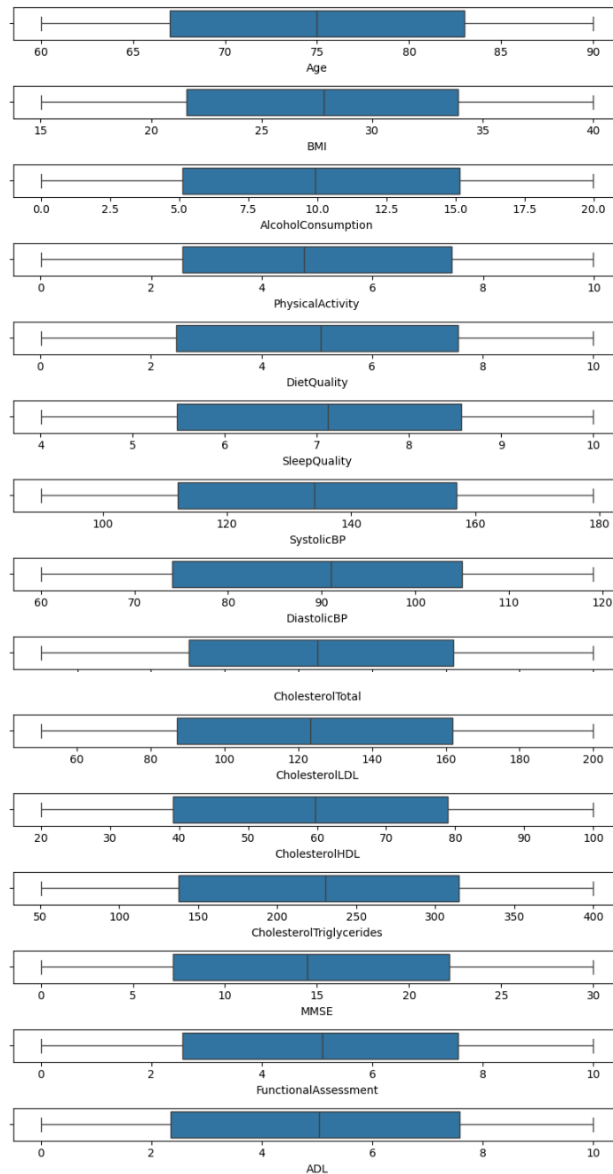 60 65 70 75 80 85 90
Age
15 20 25 30 35 40
BMI
0.0 2.5 5.0 7.5 10.0 12.5 15.0 17.5 20.0
AlcoholConsumption
0 2 4 6 8 10
PhysicalActivity
0 2 4 6 8 10
DietQuality
4 5 6 7 8 9 10
SleepQuality
100 120 140 160 180
SystolicBP
60 70 80 90 100 110 120
DiastolicBP
CholesterolTotal
60 80 100 120 140 160 180 200
CholesterolLDL
20 30 40 50 60 70 80 90 100
CholesterolHDL
50 100 150 200 250 300 350 400
CholesterolTriglycerides
0 5 10 15 20 25 30
MMSE
0 2 4 6 8 10
FunctionalAssessment
0 2 4 6 8 10
ADL